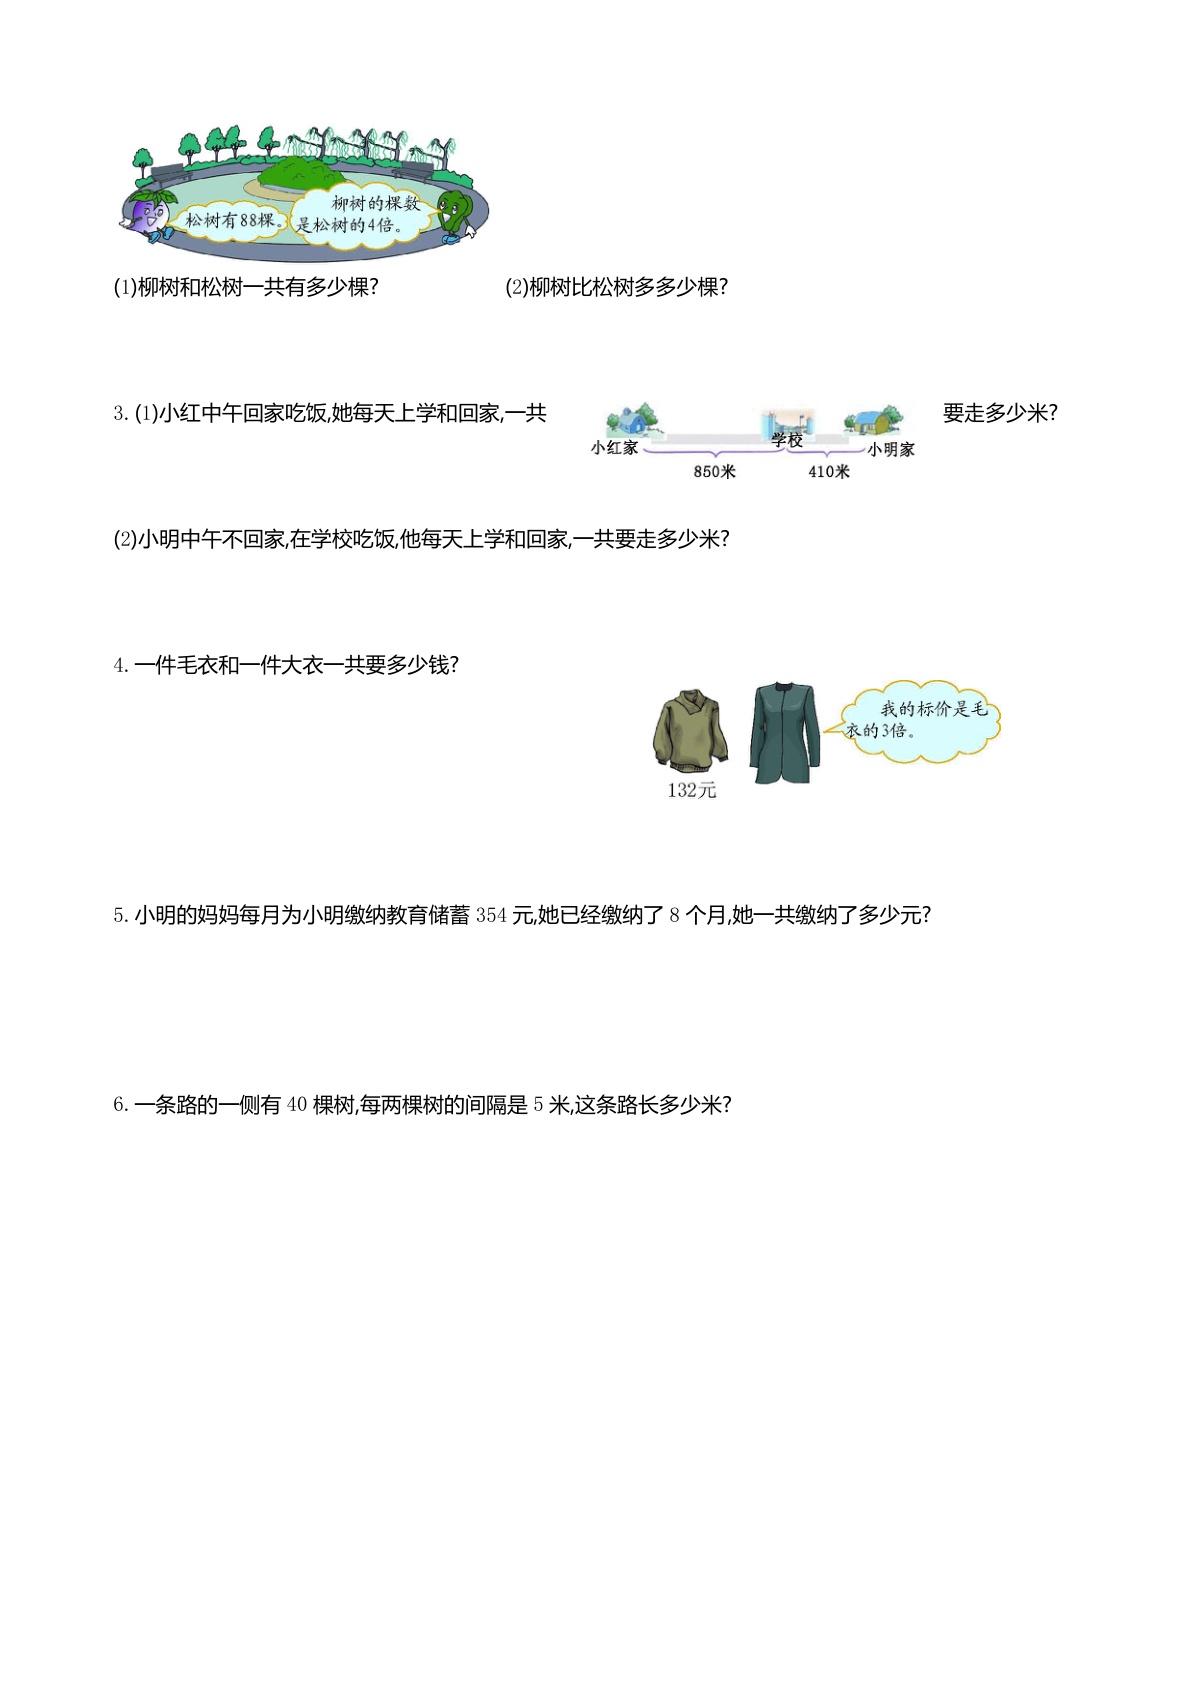 松树有88棵。
柳树的棵数
是松树的4倍。
(1)柳树和松树一共有多少棵?
(2)柳树比松树多多少棵?
3. (1)小红中午回家吃饭,她每天上学和回家,一共
要走多少米?
小红家
学校
小明家
850米
410米
(2)小明中午不回家,在学校吃饭,他每天上学和回家,一共要走多少米?
4. 一件毛衣和一件大衣一共要多少钱?
我的标价是毛
衣的3倍。
132元
5. 小明的妈妈每月为小明缴纳教育储蓄 354 元,她已经缴纳了 8 个月,她一共缴纳了多少元?
6. 一条路的一侧有 40 棵树,每两棵树的间隔是 5 米,这条路长多少米?